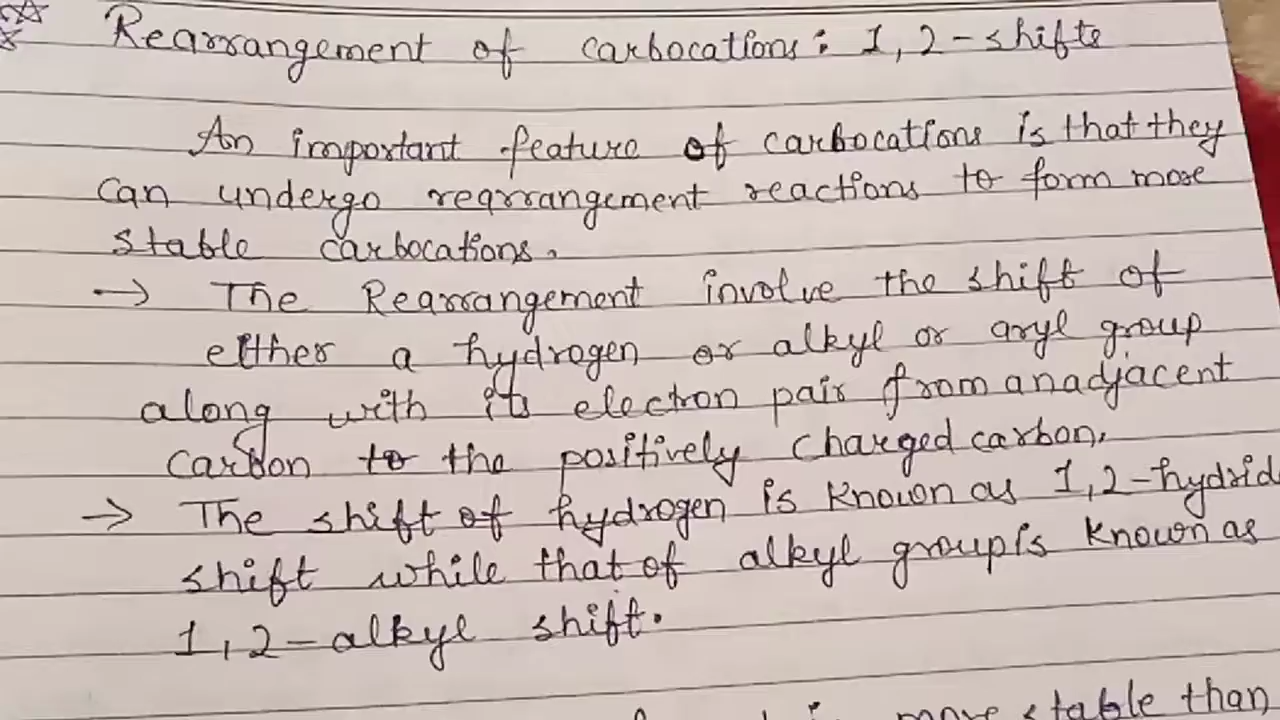 Rearrangement of carbocations: 1,2-shifts
An important feature of carbocations is that they
can undergo rearrangement reactions to form more
stable carbocations.
→ The Rearrangement involve the shift of
either a hydrogen or alkyl or aryl group
along with its electron pair from an adjacent
carbon to the positively charged carbon.
→ The shift of hydrogen is known as 1,2-hydrid
shift while that of alkyl group is known as
1,2-alkyl shift.
more stable than